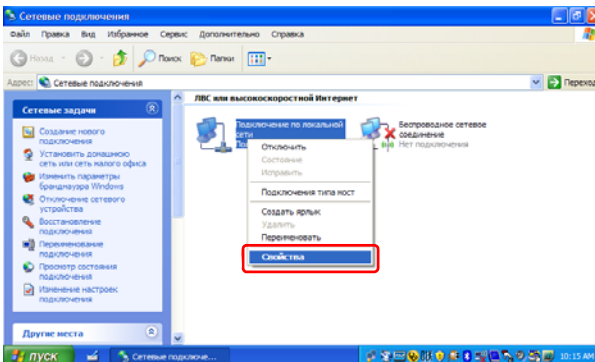 Сетевые подключения
Файл Правка Вид Избранное Сервис Дополнительно Справка
Назад Поиск Папки
Адрес: Сетевые подключения Переход
Сетевые задачи
Создание нового
подключения
Установить домашнюю
сеть или сеть малого офиса
Изменить параметры
брандмауэра Windows
Отключение сетевого
устройства
Восстановление
подключения
Переименование
подключения
Просмотр состояния
подключения
Изменение настроек
подключения
Другие места
ЛВС или высокоскоростной Интернет
Подключение по локальной
сети
Беспроводное сетевое
соединение
Нет подключения
Отключить
Состояние
Исправить
Подключения типа мост
Создать ярлык
Удалить
Переименовать
Свойства
пуск Сетевые подключе... 10:15 AM